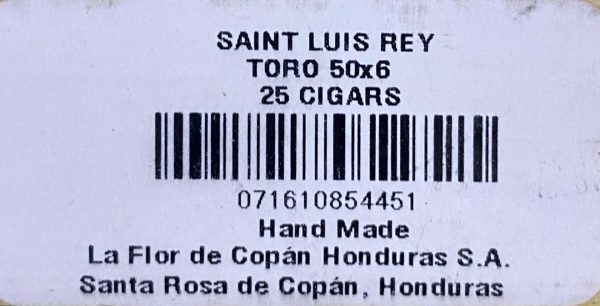 SAINT LUIS REY
TORO 50x6
25 CIGARS
071610854451
Hand Made
La Flor de Copán Honduras S.A.
Santa Rosa de Copán, Honduras